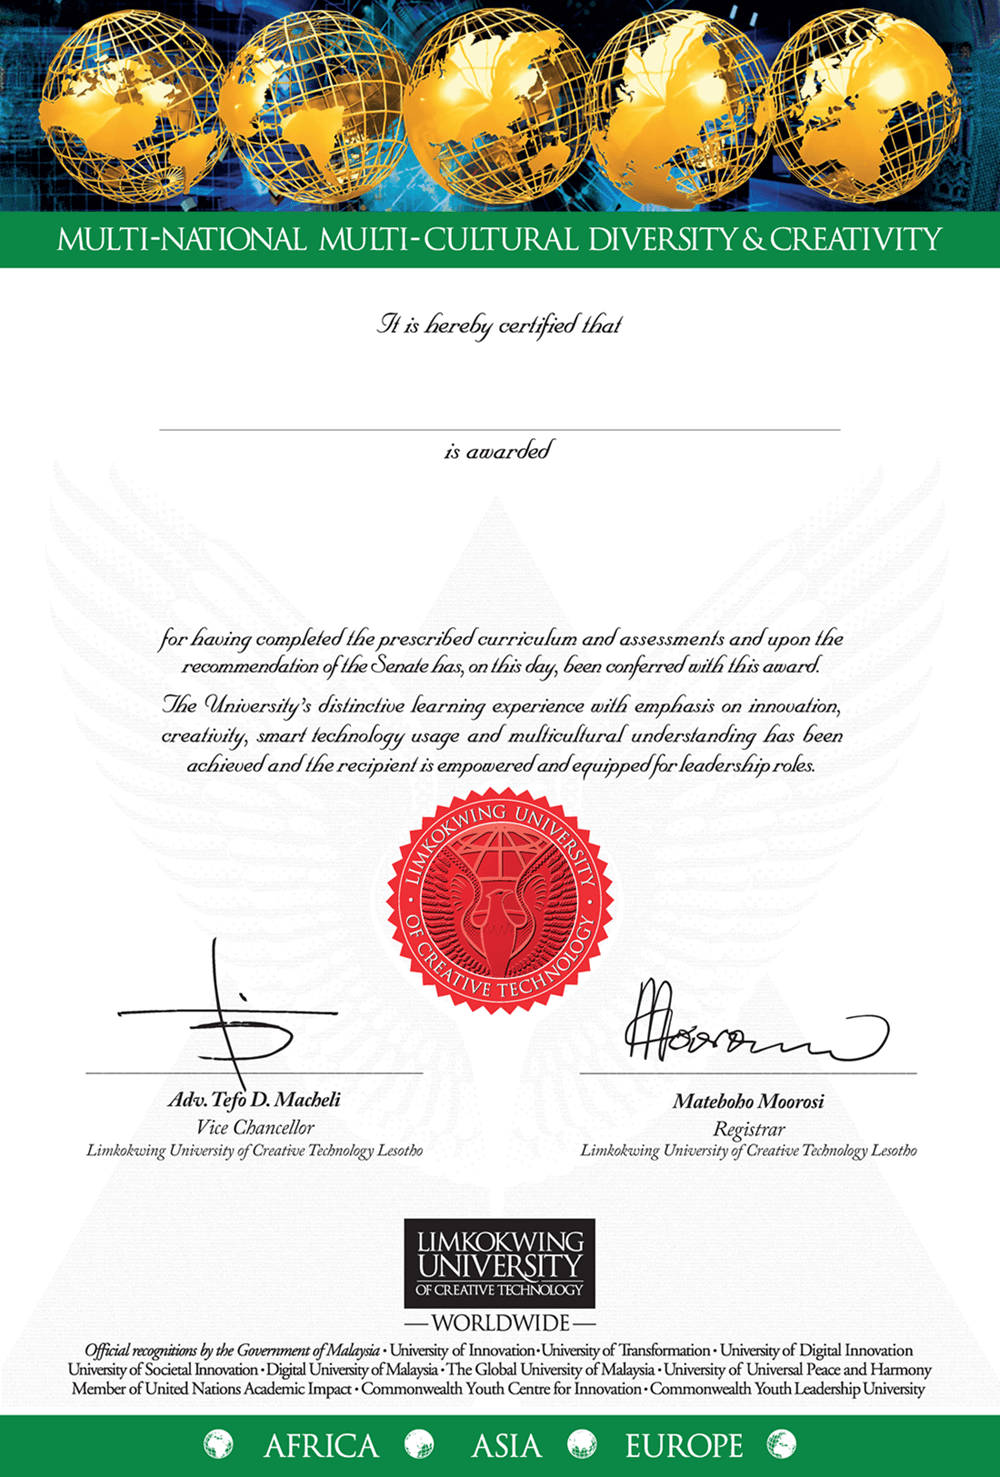 MULTI-NATIONAL MULTI-CULTURAL DIVERSITY & CREATIVITY
It is hereby certified that
is awarded
for having completed the prescribed curriculum and assessments and upon the
recommendation of the Senate has, on this day, been conferred with this award.
The University's distinctive learning experience with emphasis on innovation,
creativity, smart technology usage and multicultural understanding has been
achieved and the recipient is empowered and equipped for leadership roles.
LIMKOKWING UNIVERSITY
• OF CREATIVE TECHNOLOGY •
Moorosi
Adv. Tefo D. Macheli
Vice Chancellor
Limkokwing University of Creative Technology Lesotho
Mateboho Moorosi
Registrar
Limkokwing University of Creative Technology Lesotho
LIMKOKWING
UNIVERSITY
OF CREATIVE TECHNOLOGY
—WORLDWIDE—
Official recognitions by the Government of Malaysia • University of Innovation • University of Transformation • University of Digital Innovation
University of Societal Innovation • Digital University of Malaysia • The Global University of Malaysia • University of Universal Peace and Harmony
Member of United Nations Academic Impact • Commonwealth Youth Centre for Innovation • Commonwealth Youth Leadership University
AFRICA ASIA EUROPE